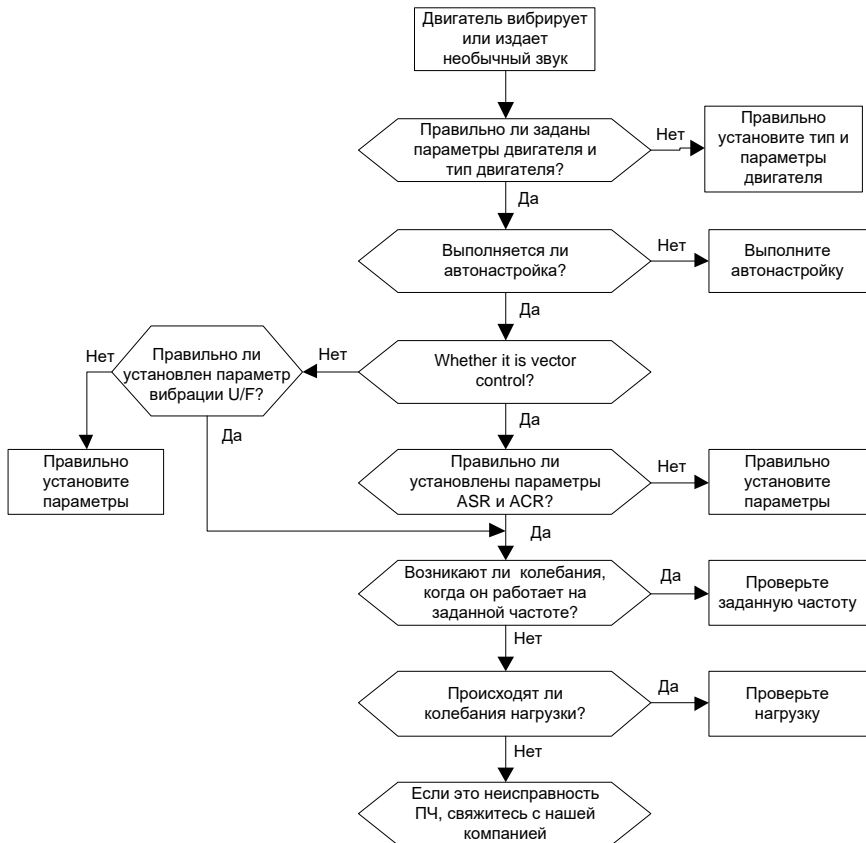 Двигатель вибрирует
или издает
необычный звук
Правильно ли заданы
параметры двигателя и
тип двигателя?
Нет
Правильно
установите тип и
параметры
двигателя
Да
Выполняется ли
автонастройка?
Нет
Выполните
автонастройку
Да
Whether it is vector
control?
Нет
Правильно ли
установлен параметр
вибрации U/F?
Нет
Правильно
установите
параметры
Да
Да
Правильно ли
установлены параметры
ASR и ACR?
Нет
Правильно
установите
параметры
Да
Возникают ли колебания,
когда он работает на
заданной частоте?
Да
Проверьте
заданную частоту
Нет
Происходят ли
колебания нагрузки?
Да
Проверьте
нагрузку
Нет
Если это неисправность
ПЧ, свяжитесь с нашей
компанией